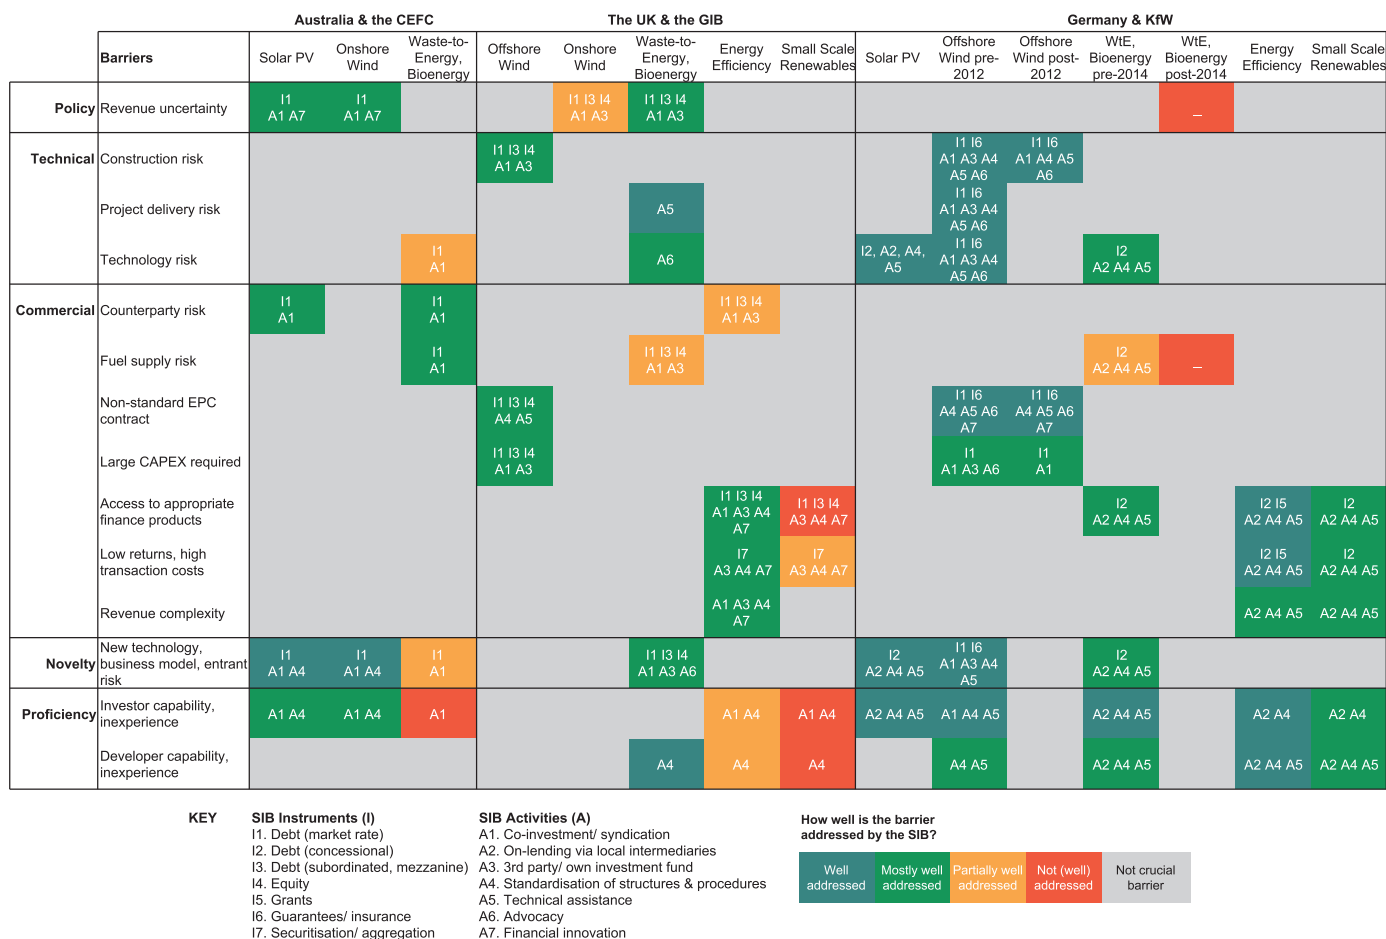 Australia & the CEFC The UK & the GIB Germany & KfW
Barriers
Solar PV
Onshore
Wind
Waste-to-
Energy,
Bioenergy
Offshore
Wind
Onshore
Wind
Waste-to-
Energy,
Bioenergy
Energy
Efficiency
Small Scale
Renewables
Solar PV
Offshore
Wind pre-
2012
Offshore
Wind post-
2012
WtE,
Bioenergy
pre-2014
WtE,
Bioenergy
post-2014
Energy
Efficiency
Small Scale
Renewables
Policy
Revenue uncertainty
I1
A1 A7
I1
A1 A7
I1 I3 I4
A1 A3
I1 I3 I4
A1 A3
–
Technical
Construction risk
I1 I3 I4
A1 A3
I1 I6
A1 A3 A4
A5 A6
I1 I6
A1 A4 A5
A6
Project delivery risk
A5
I1 I6
A1 A3 A4
A5 A6
Technology risk
I1
A1
A6
I2, A2, A4,
A5
I1 I6
A1 A3 A4
A5 A6
I2
A2 A4 A5
Commercial
Counterparty risk
I1
A1
I1
A1
I1 I3 I4
A1 A3
Fuel supply risk
I1
A1
I1 I3 I4
A1 A3
I2
A2 A4 A5
–
Non-standard EPC
contract
I1 I3 I4
A4 A5
I1 I6
A4 A5 A6
A7
I1 I6
A4 A5 A6
A7
Large CAPEX required
I1 I3 I4
A1 A3
I1
A1 A3 A6
I1
A1
Access to appropriate
finance products
I1 I3 I4
A1 A3 A4
A7
I1 I3 I4
A3 A4 A7
I2
A2 A4 A5
I2 I5
A2 A4 A5
I2
A2 A4 A5
Low returns, high
transaction costs
I7
A3 A4 A7
I7
A3 A4 A7
I2 I5
A2 A4 A5
I2
A2 A4 A5
Revenue complexity
A1 A3 A4
A7
A2 A4 A5
A2 A4 A5
Novelty
New technology,
business model, entrant
risk
I1
A1 A4
I1
A1 A4
I1
A1
I1 I3 I4
A1 A3 A6
I2
A2 A4 A5
I1 I6
A1 A3 A4
A5
I2
A2 A4 A5
Proficiency
Investor capability,
inexperience
A1 A4
A1 A4
A1
A1 A4
A1 A4
A2 A4 A5
A1 A4 A5
A2 A4 A5
A2 A4
A2 A4
Developer capability,
inexperience
A4
A4
A4
A4 A5
A2 A4 A5
A2 A4 A5
A2 A4 A5
KEY
SIB Instruments (I)
I1. Debt (market rate)
I2. Debt (concessional)
I3. Debt (subordinated, mezzanine)
I4. Equity
I5. Grants
I6. Guarantees/ insurance
I7. Securitisation/ aggregation
SIB Activities (A)
A1. Co-investment/ syndication
A2. On-lending via local intermediaries
A3. 3rd party/ own investment fund
A4. Standardisation of structures & procedures
A5. Technical assistance
A6. Advocacy
A7. Financial innovation
How well is the barrier
addressed by the SIB?
Well
addressed
Mostly well
addressed
Partially well
addressed
Not (well)
addressed
Not crucial
barrier